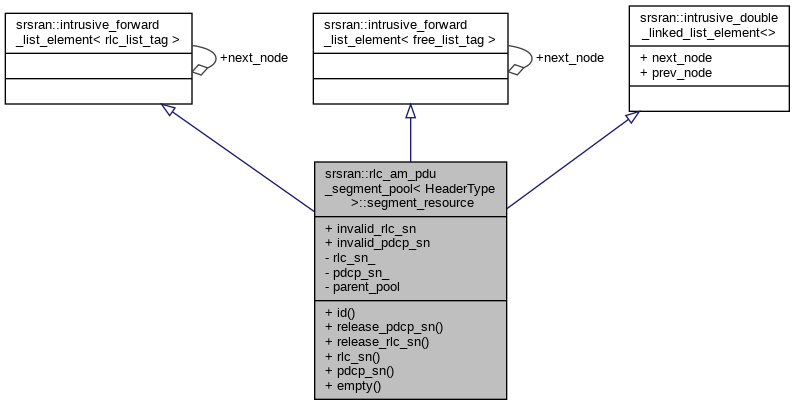 srsran::intrusive_forward
_list_element< rlc_list_tag >
+next_node
srsran::intrusive_forward
_list_element< free_list_tag >
+next_node
srsran::intrusive_double
_linked_list_element<>
+ next_node
+ prev_node
srsran::rlc_am_pdu
_segment_pool< HeaderType
>::segment_resource
+ invalid_rlc_sn
+ invalid_pdcp_sn
- rlc_sn_
- pdcp_sn_
- parent_pool
+ id()
+ release_pdcp_sn()
+ release_rlc_sn()
+ rlc_sn()
+ pdcp_sn()
+ empty()